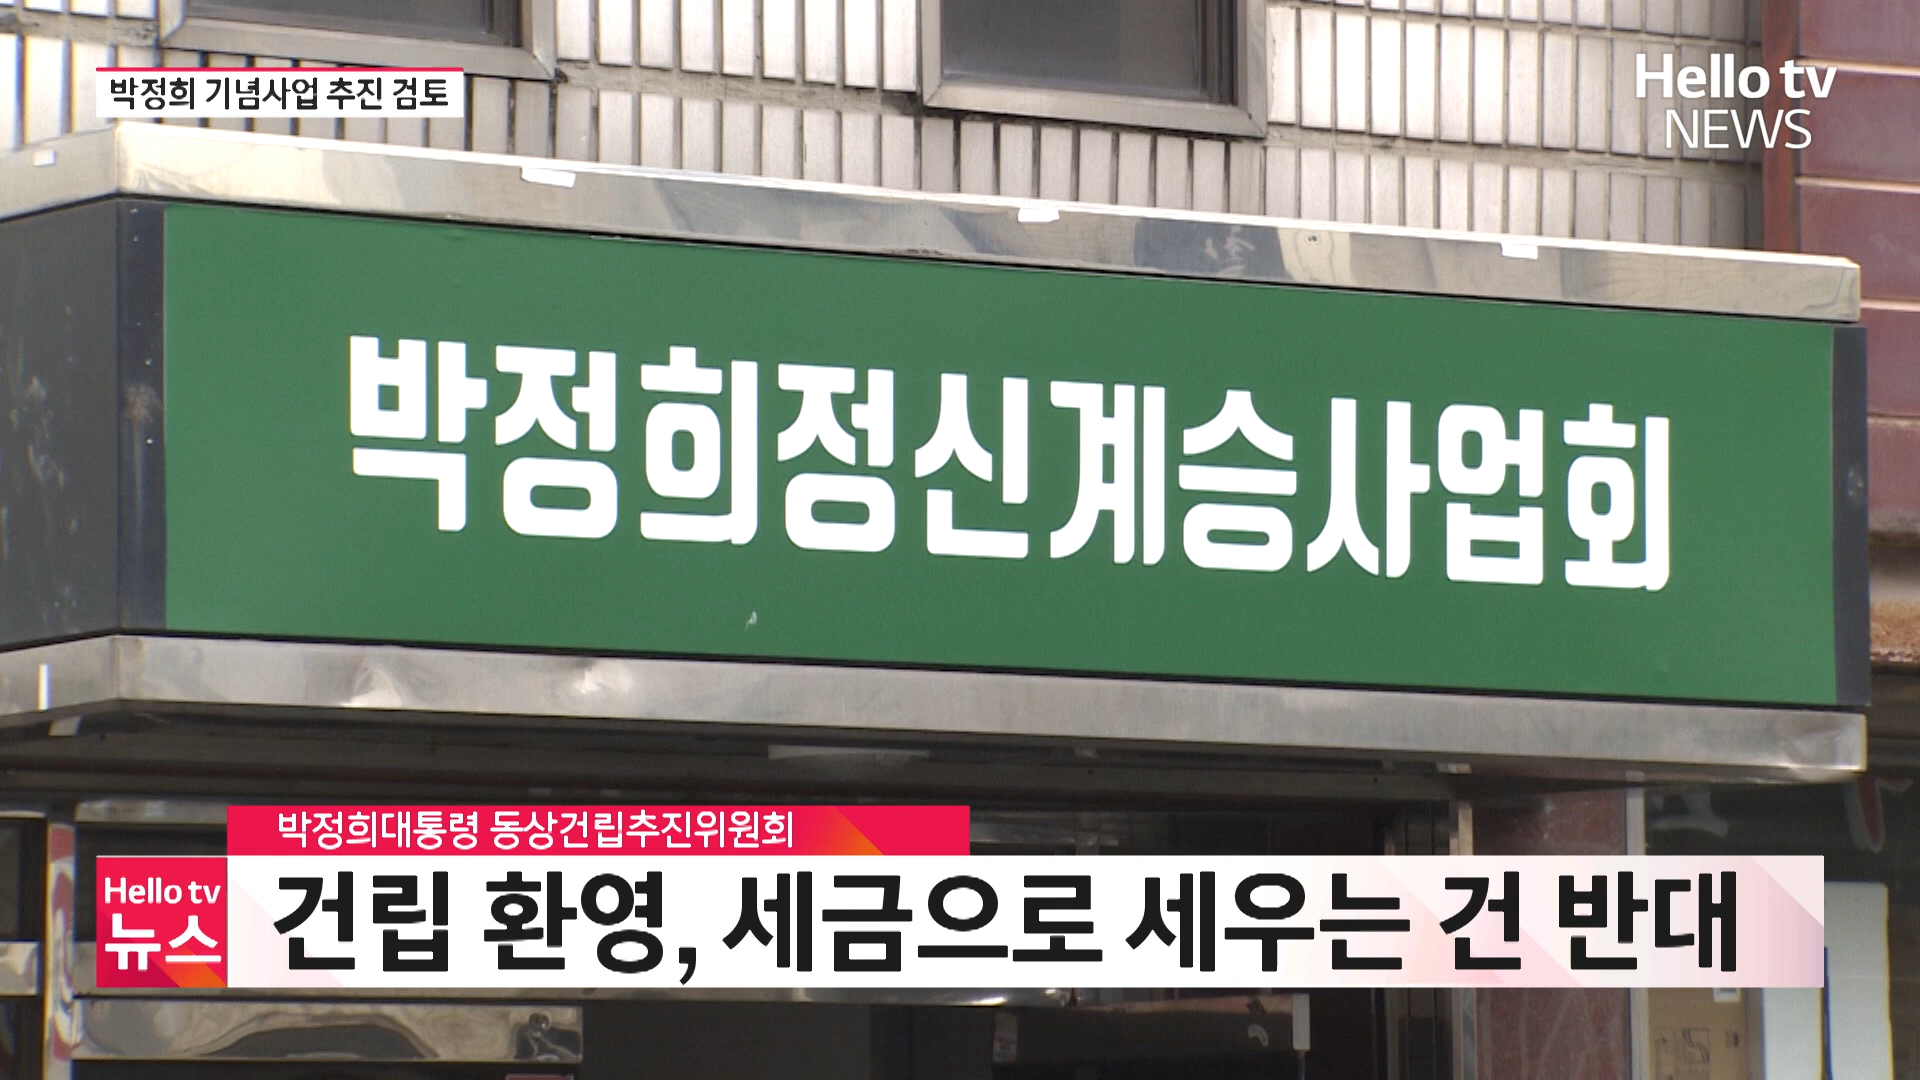 박정희 기념사업 추진 검토
Hello tv
NEWS
박정희정신계승사업회
박정희대통령 동상건립추진위원회
Hello tv
뉴스
건립 환영, 세금으로 세우는 건 반대